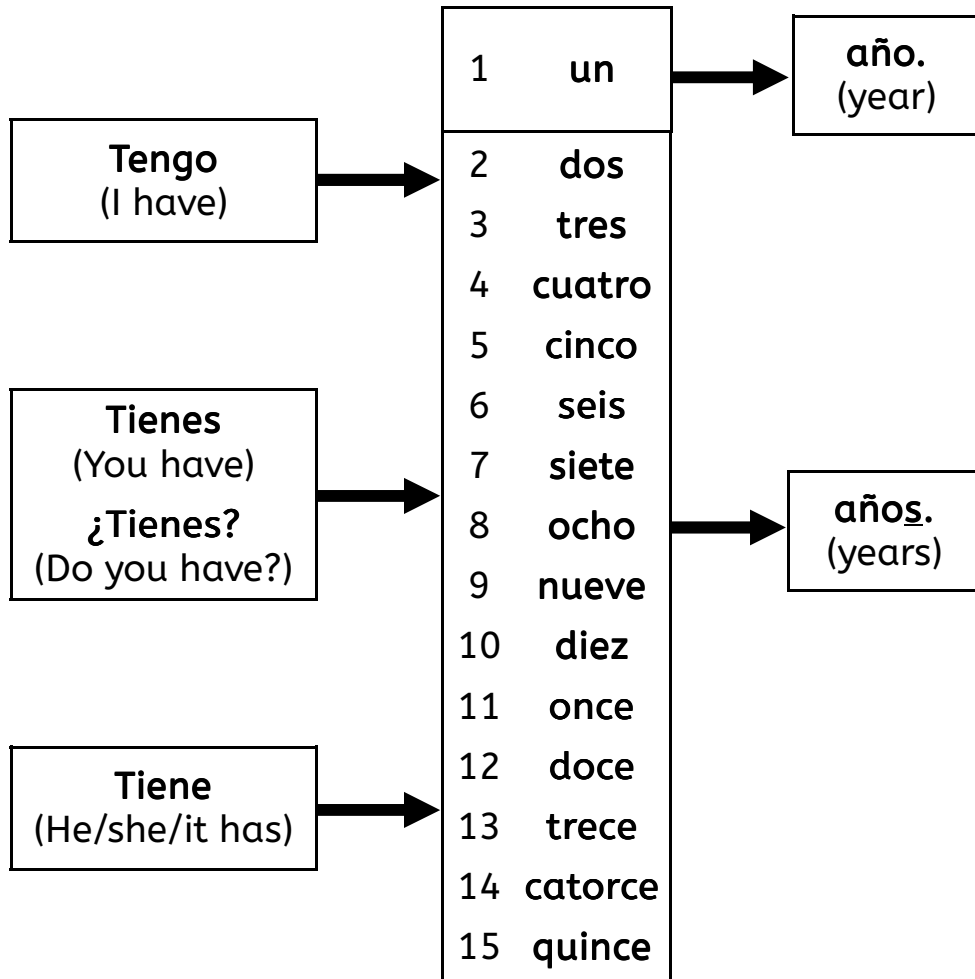 Tengo
(I have)
Tienes
(You have)
¿Tienes?
(Do you have?)
Tiene
(He/she/it has)
1 un
2 dos
3 tres
4 cuatro
5 cinco
6 seis
7 siete
8 ocho
9 nueve
10 diez
11 once
12 doce
13 trece
14 catorce
15 quince
año.
(year)
años.
(years)